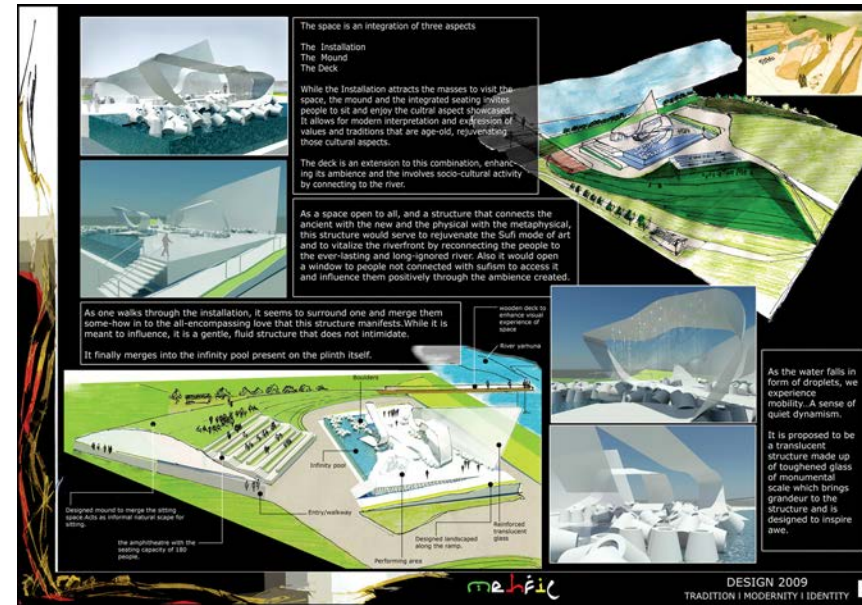 The space is an integration of three aspects
The Installation
The Mound
The Deck
While the Installation attracts the masses to visit the
space, the mound and the integrated seating invites
people to sit and enjoy the cultral aspect showcased.
It allows for modern interpretation and expression of
values and traditions that are age-old, rejuvenating
those cultural aspects.
The deck is an extension to this combination, enhanc-
ing its ambience and the involves socio-cultural activity
by connecting to the river.
As a space open to all, and a structure that connects the
ancient with the new and the physical with the metaphysical,
this structure would serve to rejuvenate the Sufi mode of art
and to vitalize the riverfront by reconnecting the people to
the ever-lasting and long-ignored river. Also it would open
a window to people not connected with sufism to access it
and influence them positively through the ambience created.
As one walks through the installation, it seems to surround one and merge them
some-how in to the all-encompassing love that this structure manifests.While it is
meant to influence, it is a gentle, fluid structure that does not intimidate.
It finally merges into the infinity pool present on the plinth itself.
wooden deck to
enhance visual
experience of
space
River yamuna
Boulders
Infinity pool
Entry/walkway
Designed mound to merge the sitting
space.Acts as informal natural scape for
sitting.
the amphitheatre with the
seating capacity of 180
people.
Performing area
Designed landscaped
along the ramp.
Reinforced
translucent
glass
As the water falls in
form of droplets, we
experience
mobility..A sense of
quiet dynamism.
It is proposed to be
a translucent
structure made up
of toughened glass
of monumental
scale which brings
grandeur to the
structure and is
designed to inspire
awe.
mehfil
DESIGN 2009
TRADITION I MODERNITY I IDENTITY